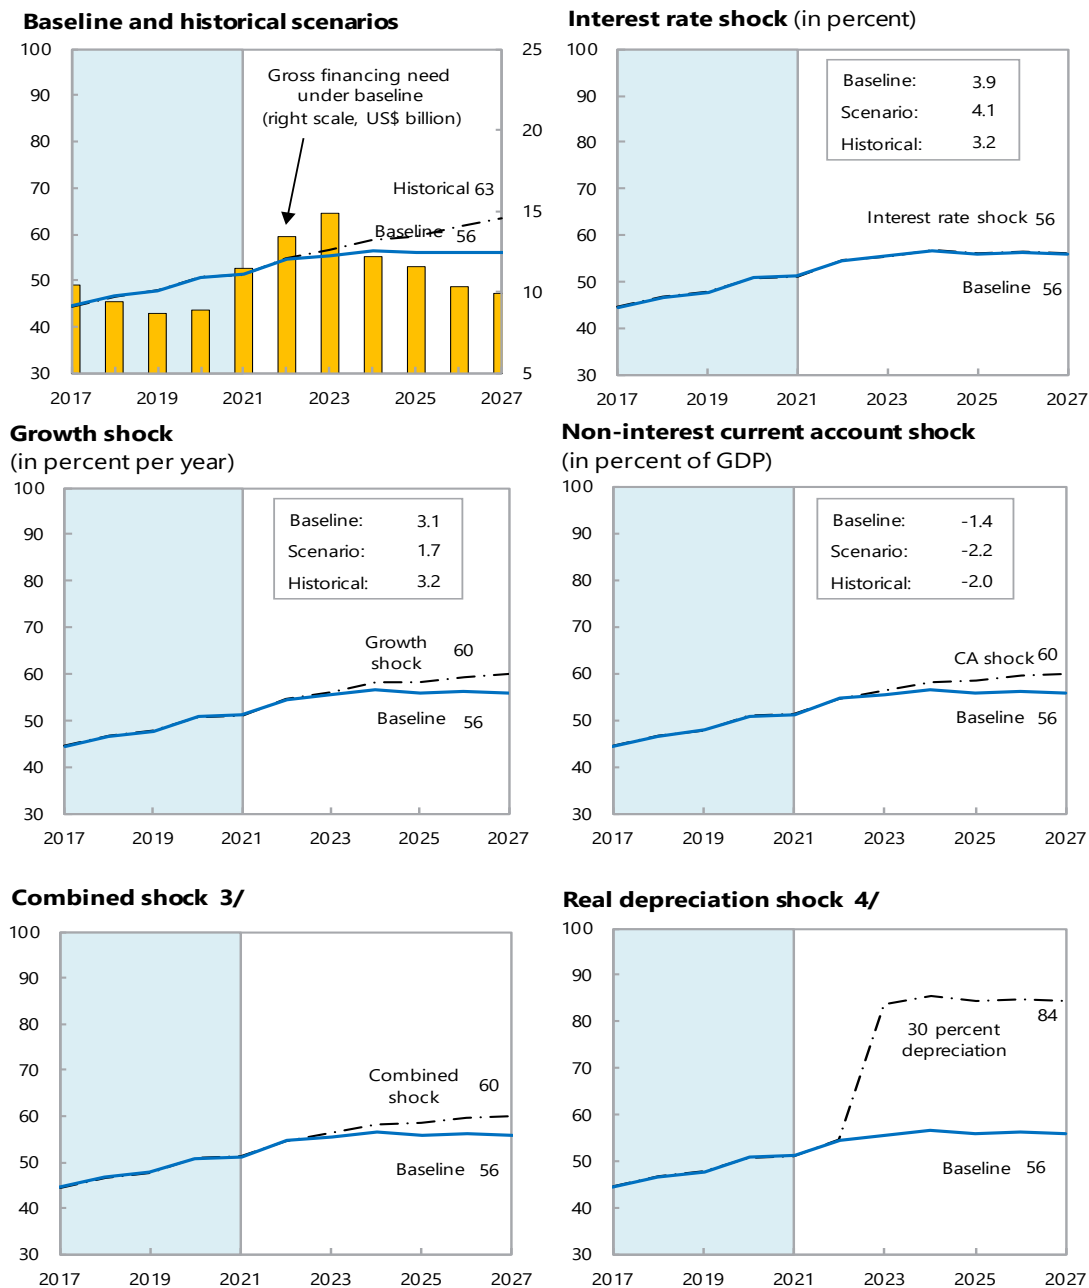 Baseline and historical scenarios
100
90
80
70
60
50
40
30
25
20
15
10
5
Gross financing need
under baseline
(right scale, US$ billion)
Historical 63
Baseline 56
2017 2019 2021 2023 2025 2027
Interest rate shock (in percent)
100
90
80
70
60
50
40
30
Baseline: 3.9
Scenario: 4.1
Historical: 3.2
Interest rate shock 56
Baseline 56
2017 2019 2021 2023 2025 2027
Growth shock
(in percent per year)
100
90
80
70
60
50
40
30
Baseline: 3.1
Scenario: 1.7
Historical: 3.2
Growth
shock 60
Baseline 56
2017 2019 2021 2023 2025 2027
Non-interest current account shock
(in percent of GDP)
100
90
80
70
60
50
40
30
Baseline: -1.4
Scenario: -2.2
Historical: -2.0
CA shock 60
Baseline 56
2017 2019 2021 2023 2025 2027
Combined shock 3/
100
90
80
70
60
50
40
30
Combined
shock 60
Baseline 56
2017 2019 2021 2023 2025 2027
Real depreciation shock 4/
100
90
80
70
60
50
40
30
84
30 percent
depreciation
Baseline 56
2017 2019 2021 2023 2025 2027